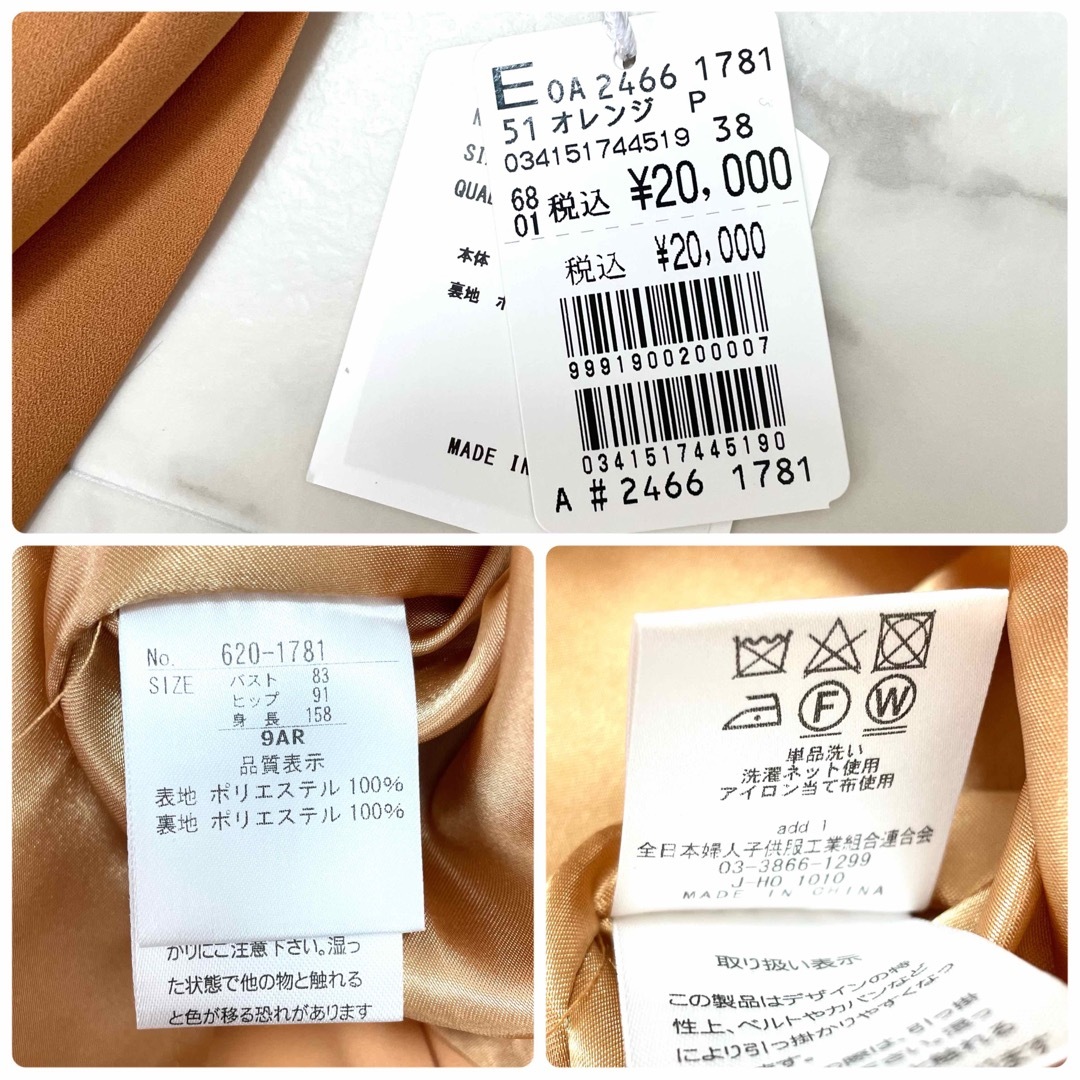 E 0A 2466 1781
51 オレンジ P
034151744519 38
68
01 税込 ¥20,000
税込 ¥20,000
9991900200007
0341517445190
A # 2466 1781
QUAL
本体
裏地
MADE IN
No. 620-1781
SIZE バスト 83
ヒップ 91
身長 158
9AR
品質表示
表地 ポリエステル 100%
裏地 ポリエステル 100%
かりにご注意下さい。湿っ
た状態で他の物と触れる
と色が移る恐れがあります
F W
単品洗い
洗濯ネット使用
アイロン当て布使用
add 1
全日本婦人子供服工業組合連合会
03-3866-1299
J-HO 1010
MADE IN CHINA
取り扱い表示
この製品はデザインの特
性上、ベルトやカバンなど
により引っ掛かりやすくなっ